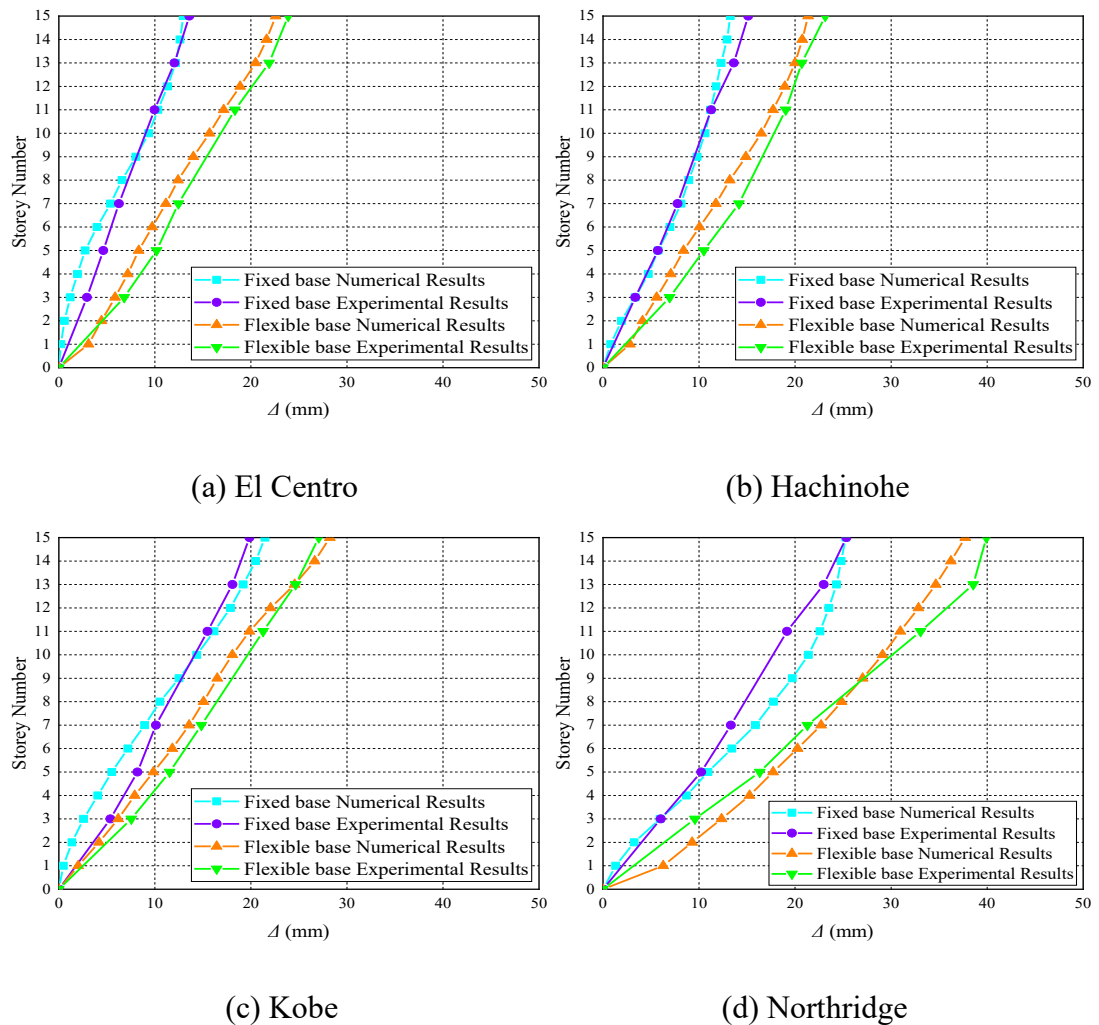 15
14
13
12
11
10
9
8
7
6
5
4
3
2
1
0
Storey Number
Fixed base Numerical Results
Fixed base Experimental Results
Flexible base Numerical Results
Flexible base Experimental Results
0 10 20 30 40 50
Δ (mm)
(a) El Centro
15
14
13
12
11
10
9
8
7
6
5
4
3
2
1
0
Storey Number
Fixed base Numerical Results
Fixed base Experimental Results
Flexible base Numerical Results
Flexible base Experimental Results
0 10 20 30 40 50
Δ (mm)
(b) Hachinohe
15
14
13
12
11
10
9
8
7
6
5
4
3
2
1
0
Storey Number
Fixed base Numerical Results
Fixed base Experimental Results
Flexible base Numerical Results
Flexible base Experimental Results
0 10 20 30 40 50
Δ (mm)
(c) Kobe
15
14
13
12
11
10
9
8
7
6
5
4
3
2
1
0
Storey Number
Fixed base Numerical Results
Fixed base Experimental Results
Flexible base Numerical Results
Flexible base Experimental Results
0 10 20 30 40 50
Δ (mm)
(d) Northridge